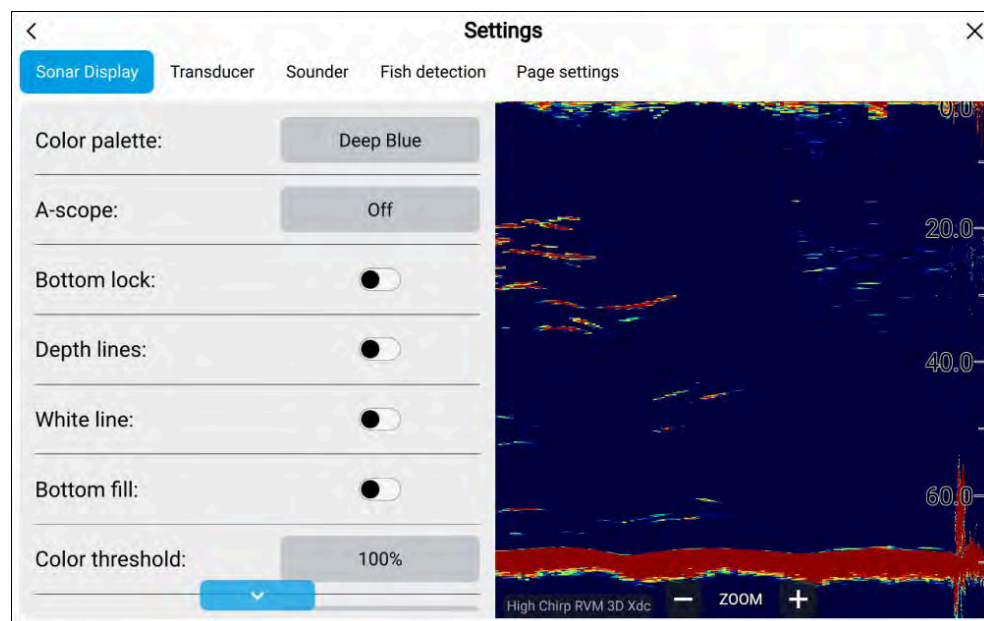 Settings
Sonar Display Transducer Sounder Fish detection Page settings
Color palette: Deep Blue
A-scope: Off
Bottom lock:
Depth lines:
White line:
Bottom fill:
Color threshold: 100%
0.0
20.0
40.0
60.0
High Chirp RVM 3D Xdc ZOOM